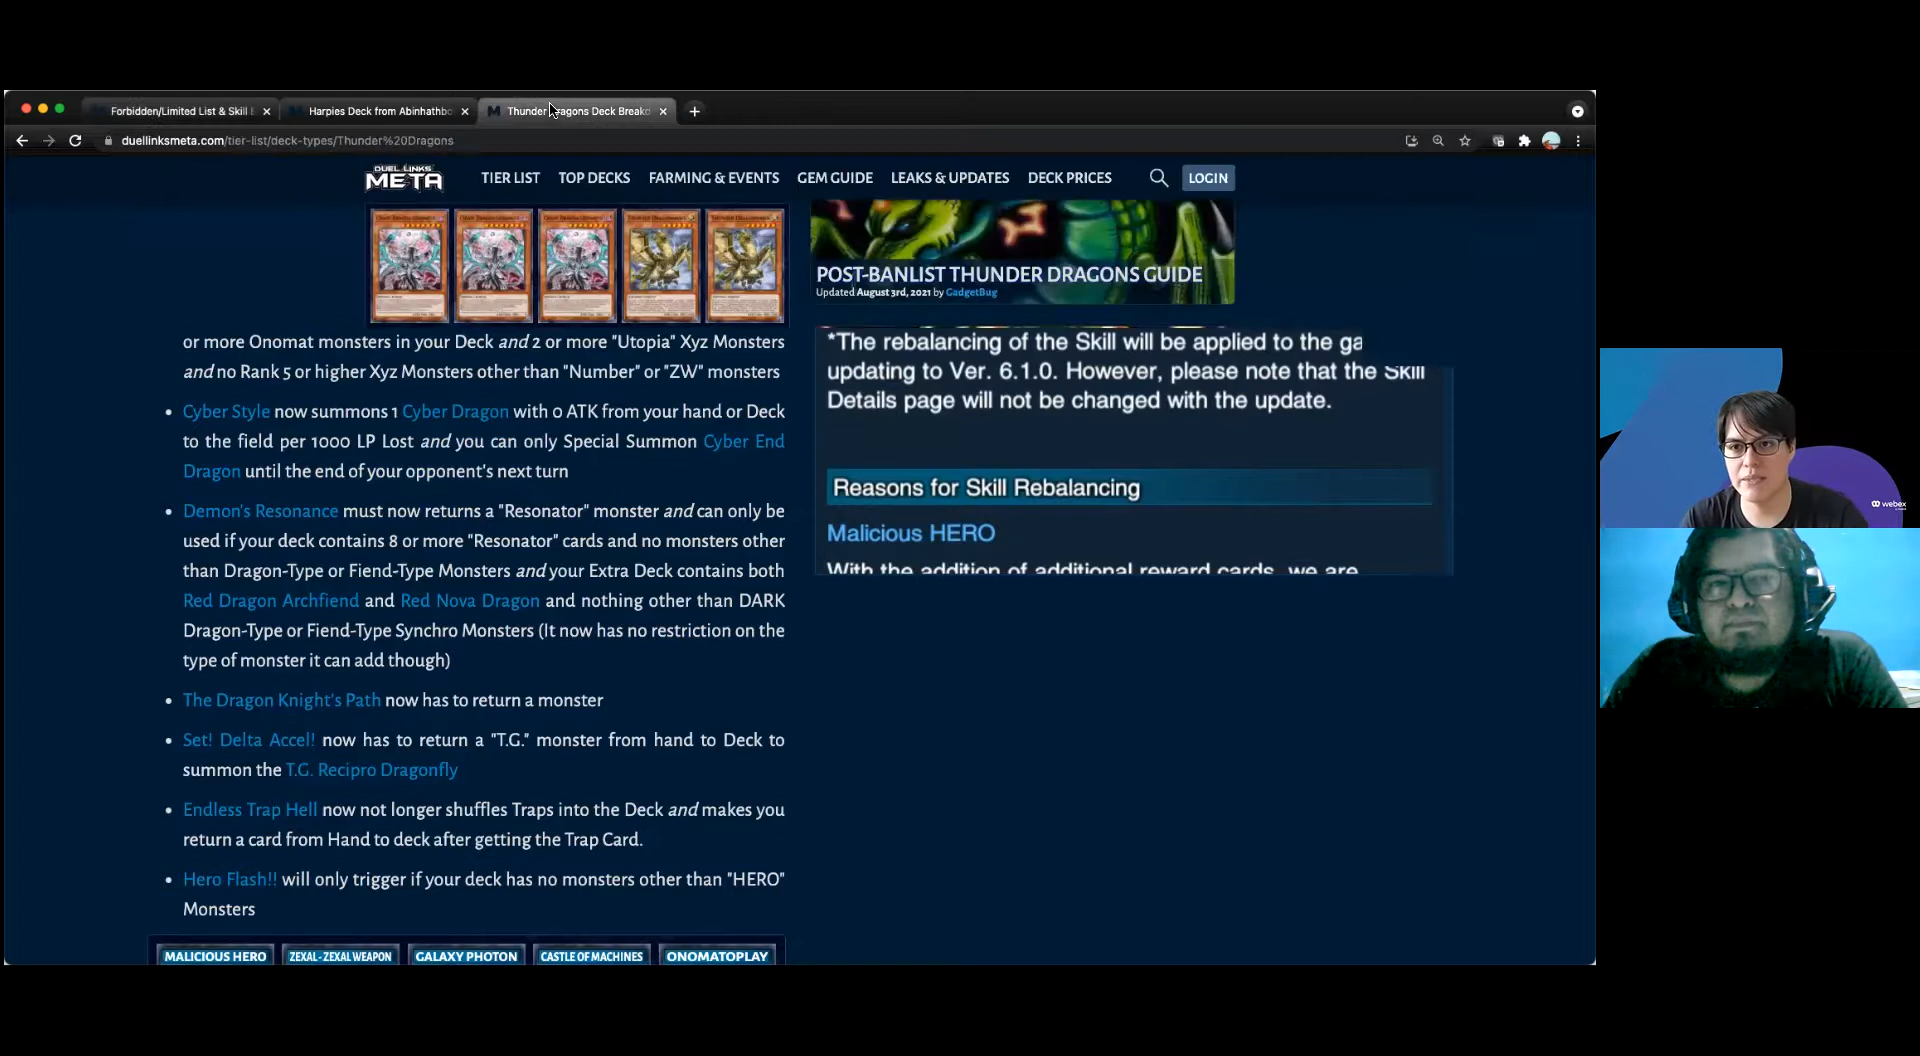 Forbidden/Limited List & Skill
Harpies Deck from Abinhathbo
Thunder Dragons Deck Breakd
duellinksmeta.com/tier-list/deck-types/Thunder%20Dragons
DUEL LINKS
META
TIER LIST
TOP DECKS
FARMING & EVENTS
GEM GUIDE
LEAKS & UPDATES
DECK PRICES
LOGIN
POST-BANLIST THUNDER DRAGONS GUIDE
Updated August 3rd, 2021 by GadgetBug
or more Onomat monsters in your Deck and 2 or more "Utopia" Xyz Monsters
and no Rank 5 or higher Xyz Monsters other than "Number" or "ZW" monsters
• Cyber Style now summons 1 Cyber Dragon with 0 ATK from your hand or Deck
to the field per 1000 LP Lost and you can only Special Summon Cyber End
Dragon until the end of your opponent's next turn
• Demon's Resonance must now returns a "Resonator" monster and can only be
used if your deck contains 8 or more "Resonator" cards and no monsters other
than Dragon-Type or Fiend-Type Monsters and your Extra Deck contains both
Red Dragon Archfiend and Red Nova Dragon and nothing other than DARK
Dragon-Type or Fiend-Type Synchro Monsters (It now has no restriction on the
type of monster it can add though)
• The Dragon Knight's Path now has to return a monster
• Set! Delta Accel! now has to return a "T.G." monster from hand to Deck to
summon the T.G. Recipro Dragonfly
• Endless Trap Hell now not longer shuffles Traps into the Deck and makes you
return a card from Hand to deck after getting the Trap Card.
• Hero Flash!! will only trigger if your deck has no monsters other than "HERO"
Monsters
MALICIOUS HERO
ZEXAL - ZEXAL WEAPON
GALAXY PHOTON
CASTLE OF MACHINES
ONOMATOPLAY
*The rebalancing of the Skill will be applied to the ga
updating to Ver. 6.1.0. However, please note that the Skill
Details page will not be changed with the update.
Reasons for Skill Rebalancing
Malicious HERO
With the addition of additional reward cards, we are
webex